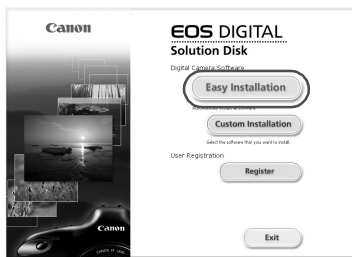 Canon
EOS DIGITAL
Solution Disk
Digital Camera Software
Easy Installation
Custom Installation
Select the software that you want to install.
User Registration
Register
Canon
Exit